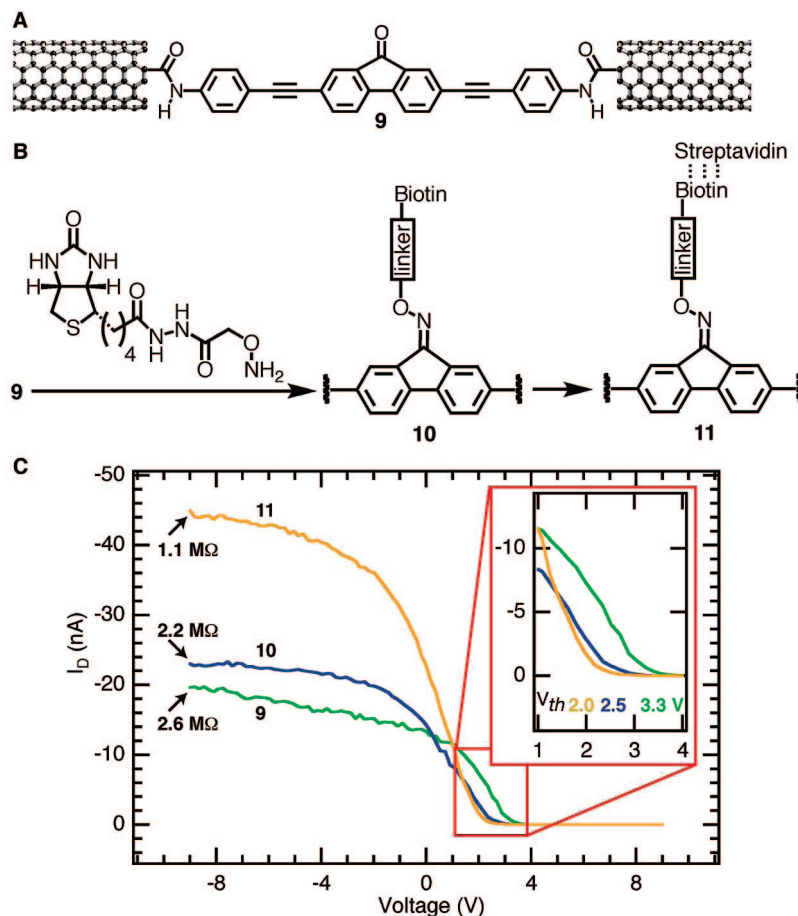 A
O
O
O
N
H
N
H
9
B
Streptavidin
Biotin
Biotin
linker
linker
O
HN
NH
H
H
S
4
O
H
N
N
H
O
O
NH2
O
N
O
N
9
10
11
C
-50
-40
-30
-20
-10
0
I_D (nA)
11
1.1 MΩ
2.2 MΩ
10
9
2.6 MΩ
-10
-5
0
V_th 2.0 2.5 3.3 V
1 2 3 4
-8 -4 0 4 8
Voltage (V)